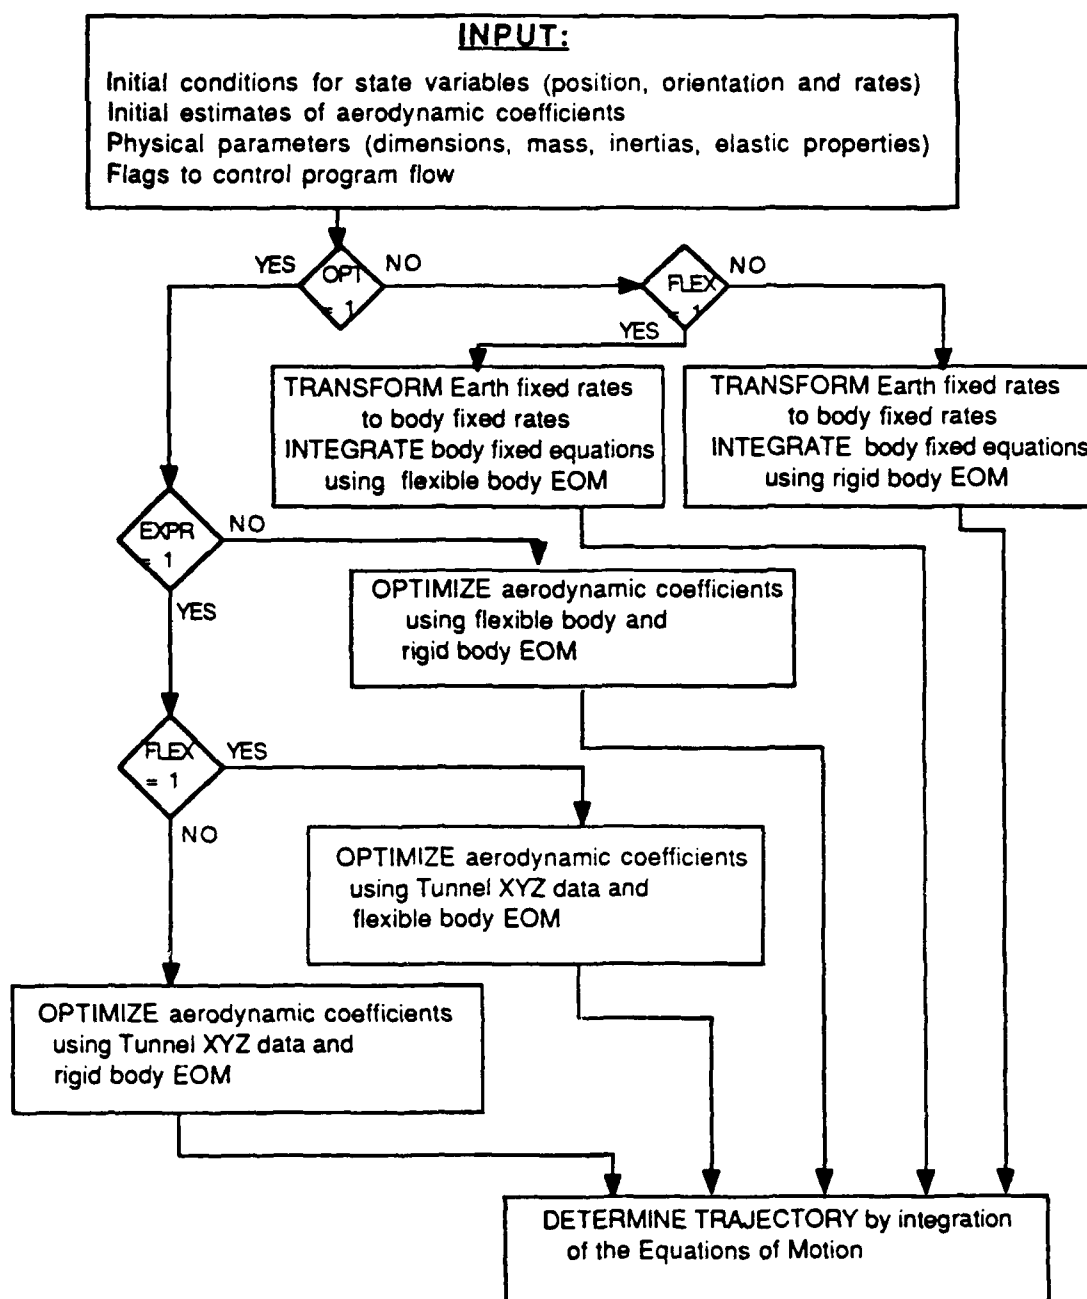 INPUT:
Initial conditions for state variables (position, orientation and rates)
Initial estimates of aerodynamic coefficients
Physical parameters (dimensions, mass, inertias, elastic properties)
Flags to control program flow
YES
OPT
= 1
NO
FLEX
= 1
NO
YES
TRANSFORM Earth fixed rates
to body fixed rates
INTEGRATE body fixed equations
using flexible body EOM
TRANSFORM Earth fixed rates
to body fixed rates
INTEGRATE body fixed equations
using rigid body EOM
EXPR
= 1
NO
YES
OPTIMIZE aerodynamic coefficients
using flexible body and
rigid body EOM
FLEX
= 1
YES
NO
OPTIMIZE aerodynamic coefficients
using Tunnel XYZ data and
flexible body EOM
OPTIMIZE aerodynamic coefficients
using Tunnel XYZ data and
rigid body EOM
DETERMINE TRAJECTORY by integration
of the Equations of Motion